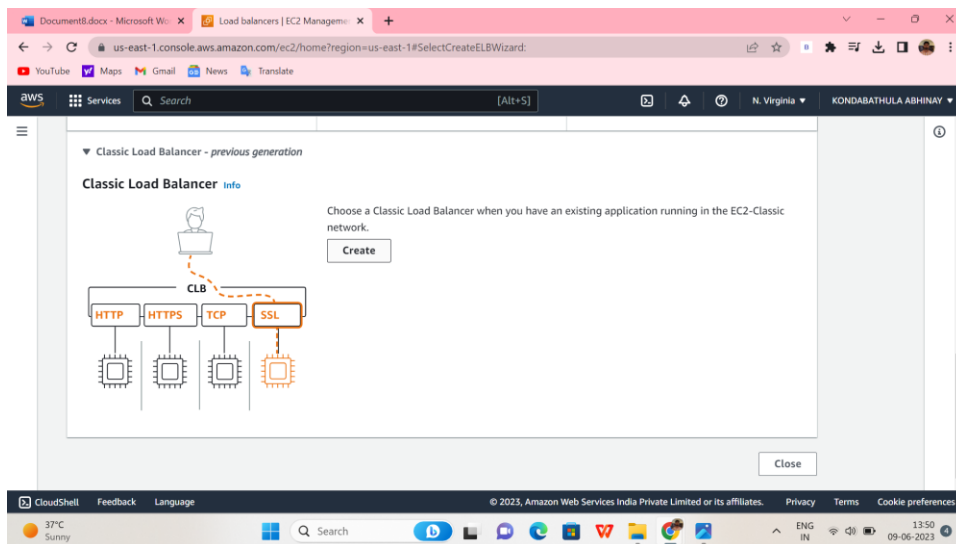 Document8.docx - Microsoft Wo
Load balancers | EC2 Manageme
us-east-1.console.aws.amazon.com/ec2/home?region=us-east-1#SelectCreateELBWizard:
YouTube Maps Gmail News Translate
aws Services Search [Alt+S] N. Virginia ▼ KONDABATHULA ABHINAY ▼
▼ Classic Load Balancer - previous generation
Classic Load Balancer Info
Choose a Classic Load Balancer when you have an existing application running in the EC2-Classic
network.
Create
CLB
HTTP HTTPS TCP SSL
Close
CloudShell Feedback Language © 2023, Amazon Web Services India Private Limited or its affiliates. Privacy Terms Cookie preferences
37°C
Sunny
Search
ENG
IN
13:50
09-06-2023
4